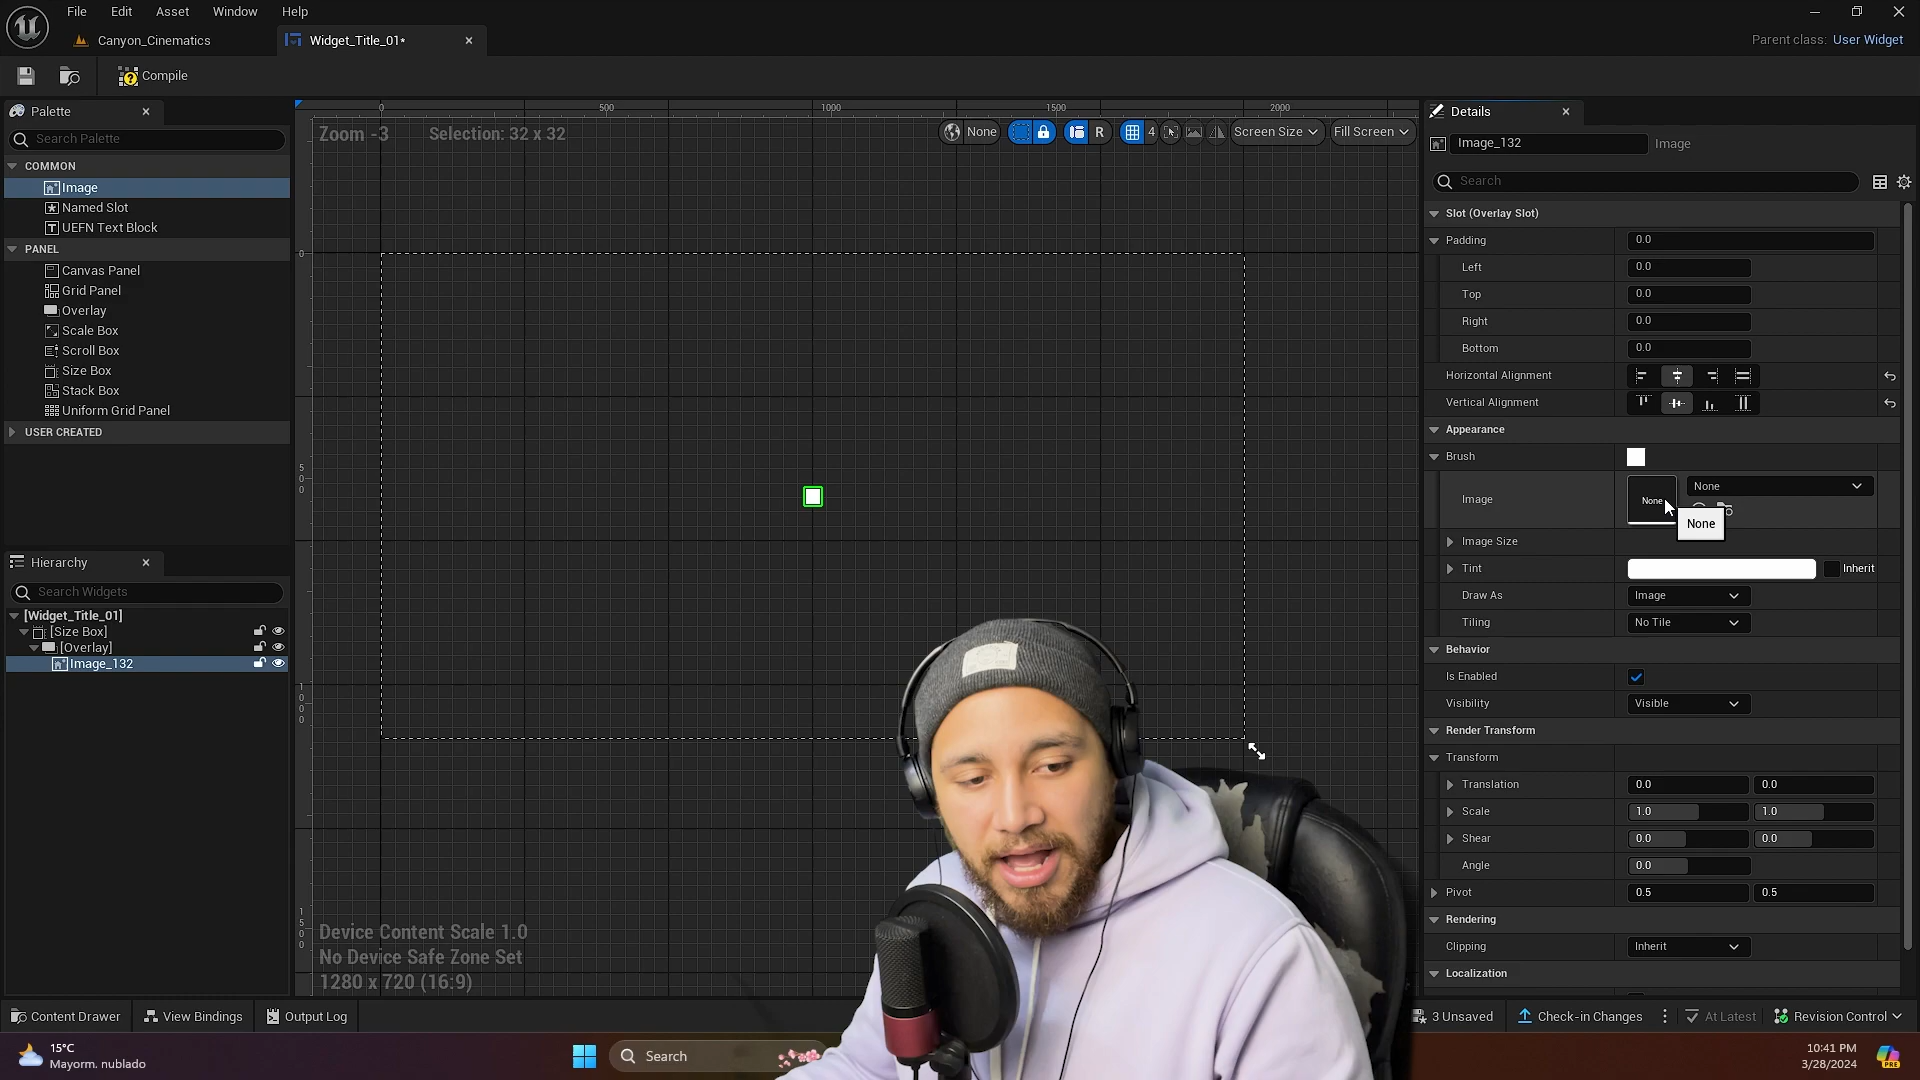 File Edit Asset Window Help
Canyon_Cinematics
Widget_Title_01*
Parent class: User Widget
Compile
Palette
Search Palette
COMMON
Image
Named Slot
UEFN Text Block
PANEL
Canvas Panel
Grid Panel
Overlay
Scale Box
Scroll Box
Size Box
Stack Box
Uniform Grid Panel
USER CREATED
Hierarchy
Search Widgets
[Widget_Title_01]
[Size Box]
[Overlay]
Image_132
0 500 1000 1500 2000
Zoom -3
Selection: 32 x 32
None
R
4
Screen Size
Fill Screen
0
500
1000
1500
Device Content Scale 1.0
No Device Safe Zone Set
1280 x 720 (16:9)
Details
Image_132
Image
Search
Slot (Overlay Slot)
Padding 0.0
Left 0.0
Top 0.0
Right 0.0
Bottom 0.0
Horizontal Alignment
Vertical Alignment
Appearance
Brush
Image
None
None
None
Image Size
Tint
Inherit
Draw As Image
Tiling No Tile
Behavior
Is Enabled
Visibility Visible
Render Transform
Transform
Translation 0.0 0.0
Scale 1.0 1.0
Shear 0.0 0.0
Angle 0.0
Pivot 0.5 0.5
Rendering
Clipping Inherit
Localization
Content Drawer
View Bindings
Output Log
3 Unsaved
Check-in Changes
At Latest
Revision Control
15°C
Mayorm. nublado
Search
10:41 PM
3/28/2024
PRE